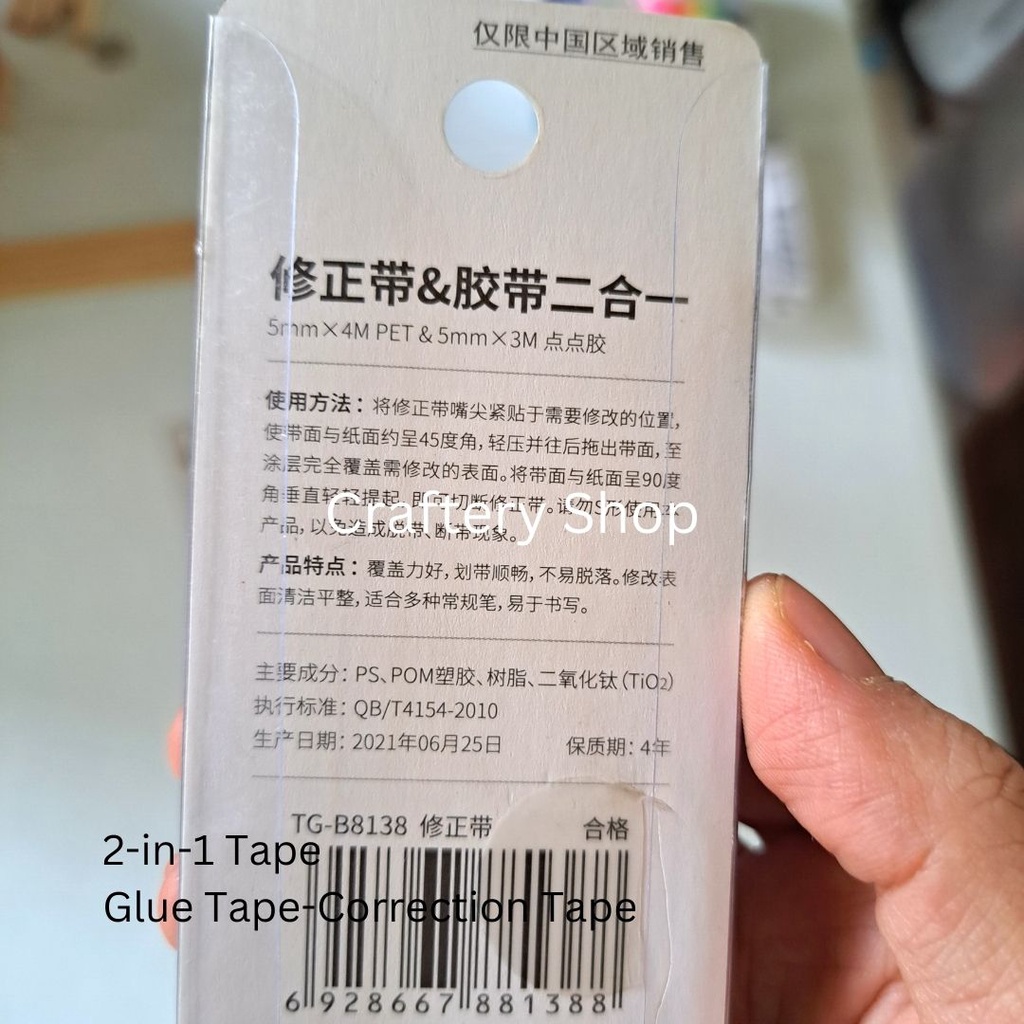 仅限中国区域销售
修正带&胶带二合一
5mm×4M PET & 5mm×3M 点点胶
使用方法：将修正带嘴尖紧贴于需要修改的位置，
使带面与纸面约呈45度角，轻压并往后拖出带面，至
涂层完全覆盖需修改的表面。将带面与纸面呈90度
角垂直轻轻提起，即可切断修正带。请勿S形使用
产品，以免造成脱带、断带现象。
Craftery Shop
产品特点：覆盖力好，划带顺畅，不易脱落。修改表
面清洁平整，适合多种常规笔，易于书写。
主要成分：PS、POM塑胶、树脂、二氧化钛（TiO2）
执行标准：QB/T4154-2010
生产日期：2021年06月25日 保质期：4年
TG-B8138 修正带 合格
2-in-1 Tape
Glue Tape-Correction Tape
6 928667 881388